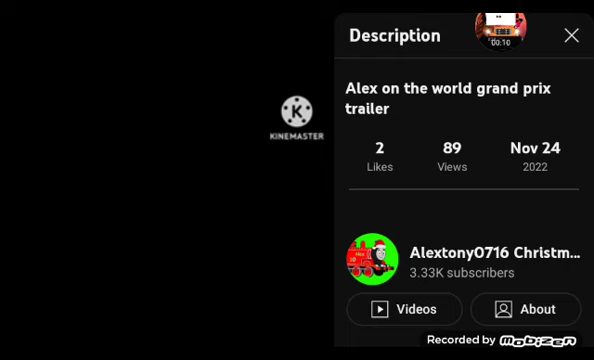 Description
00:10
Alex on the world grand prix
trailer
2 89 Nov 24
Likes Views 2022
K
KINEMASTER
Alextony0716 Christm...
3.33K subscribers
Videos About
Recorded by mobizen